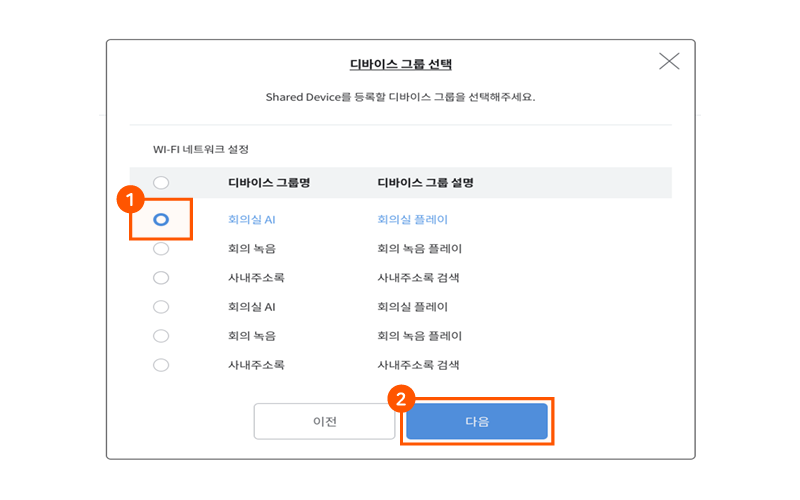 디바이스 그룹 선택
Shared Device를 등록할 디바이스 그룹을 선택해주세요.
WI-FI 네트워크 설정
디바이스 그룹명 디바이스 그룹 설명
1
회의실 AI 회의실 플레이
회의 녹음 회의 녹음 플레이
사내주소록 사내주소록 검색
회의실 AI 회의실 플레이
회의 녹음 회의 녹음 플레이
사내주소록 사내주소록 검색
2
이전 다음